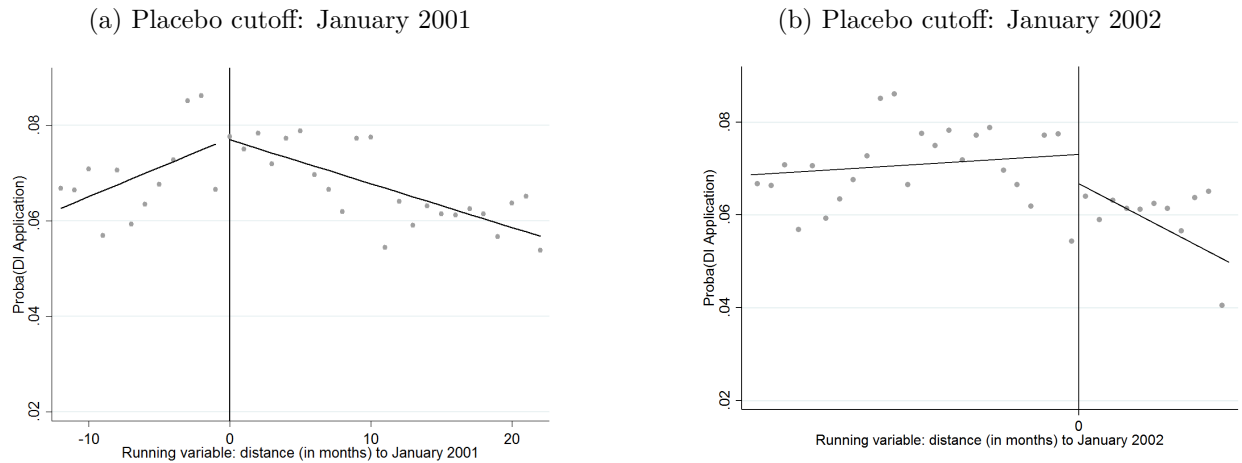 (a) Placebo cutoff: January 2001
Proba(DI Application)
.08
.06
.04
.02
-10
0
10
20
Running variable: distance (in months) to January 2001
(b) Placebo cutoff: January 2002
Proba(DI Application)
.08
.06
.04
.02
0
Running variable: distance (in months) to January 2002